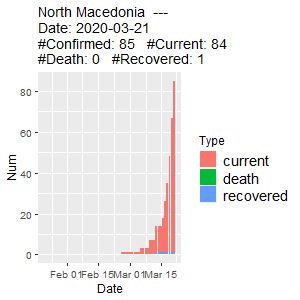 North Macedonia  ---
Date: 2020-03-21
#Confirmed: 85   #Current: 84
#Death: 0   #Recovered: 1
80
60
40
20
0
Num
Feb 01 Feb 15 Mar 01 Mar 15
Date
Type
current
death
recovered